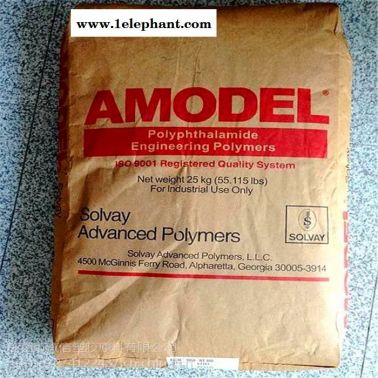 www.1elephant.com
AMODEL®
Polyphthalamide
Engineering Polymers
ISO 9001 Registered Quality System
Net weight 25 kg (55.115 lbs)
For Industrial Use Only
Solvay
Advanced Polymers
SOLVAY
Solvay Advanced Polymers, L.L.C.
4500 McGinnis Ferry Road, Alpharetta, Georgia 30005-3914
AMODEL